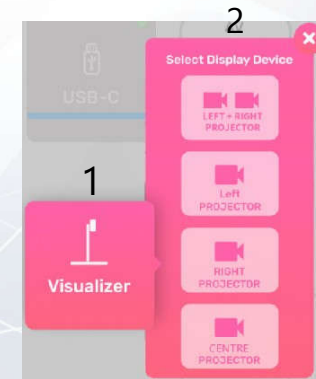 2
Select Display Device
USB-C
LEFT + RIGHT
PROJECTOR
Left
PROJECTOR
1
RIGHT
PROJECTOR
Visualizer
CENTRE
PROJECTOR